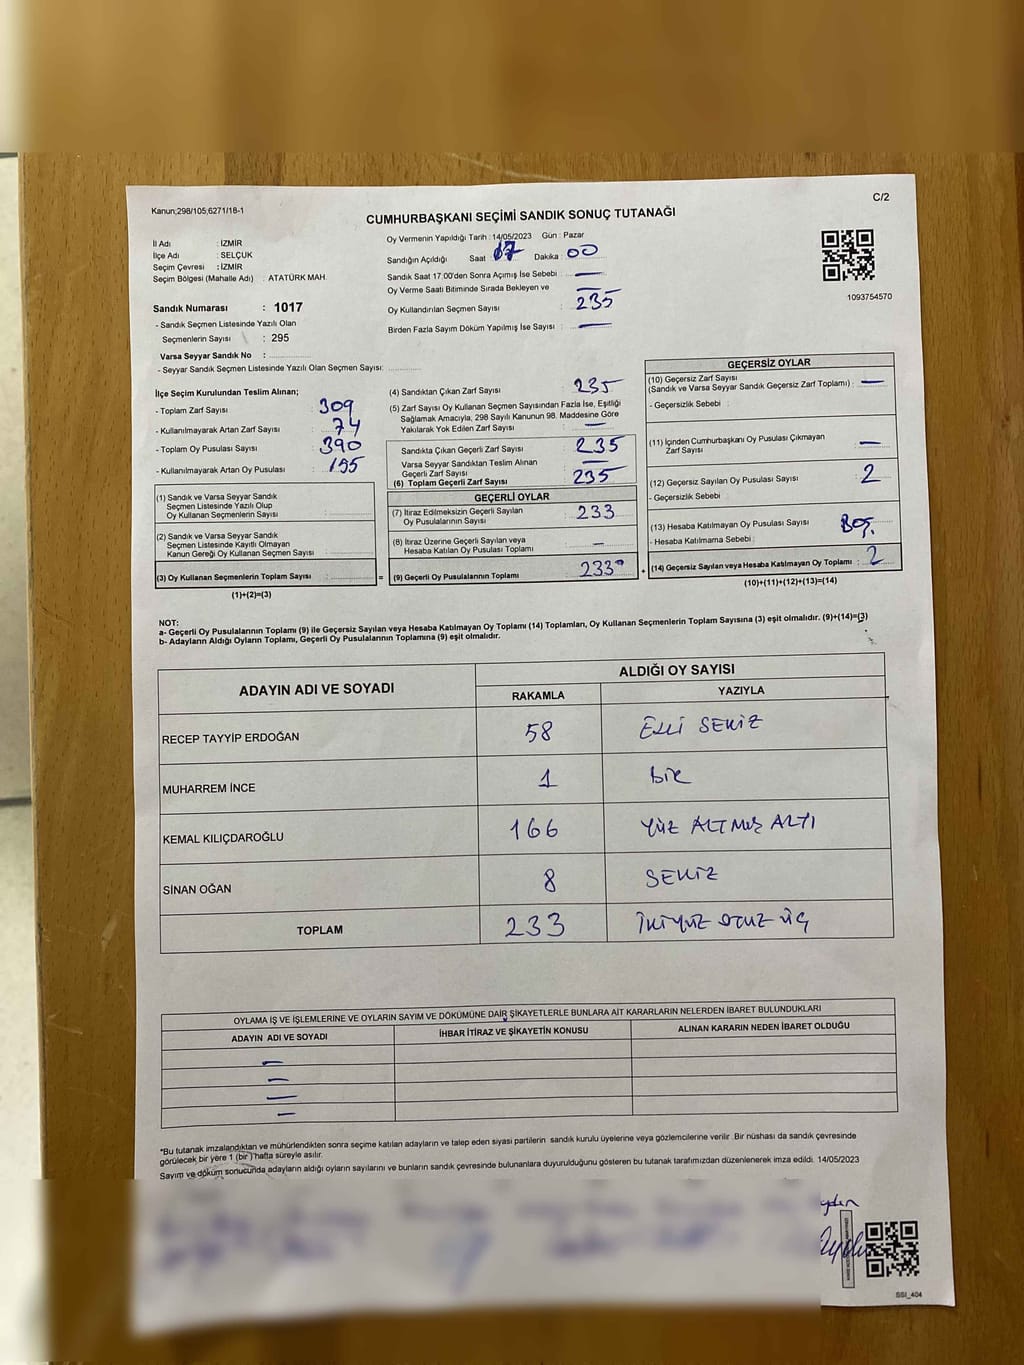 Kanun;298/105;6271/18-1
C/2
CUMHURBAŞKANI SEÇİMİ SANDIK SONUÇ TUTANAĞI
İl Adı : İZMİR
İlçe Adı : SELÇUK
Seçim Çevresi : İZMİR
Seçim Bölgesi (Mahalle Adı) : ATATÜRK MAH.
Sandık Numarası : 1017
- Sandık Seçmen Listesinde Yazılı Olan
Seçmenlerin Sayısı : 295
Varsa Seyyar Sandık No :
- Seyyar Sandık Seçmen Listesinde Yazılı Olan Seçmen Sayısı:
Oy Vermenin Yapıldığı Tarih : 14/05/2023 Gün : Pazar
Sandığın Açıldığı Saat 17 Dakika : 00
Sandık Saat 17.00'den Sonra Açımış İse Sebebi : —
Oy Verme Saati Bitiminde Sırada Bekleyen ve —
Oy Kullandırılan Seçmen Sayısı : 235
Birden Fazla Sayım Döküm Yapılmış İse Sayısı : —
1093754570
İlçe Seçim Kurulundan Teslim Alınan;
- Toplam Zarf Sayısı : 309
- Kullanılmayarak Artan Zarf Sayısı : 74
- Toplam Oy Pusulası Sayısı : 390
- Kullanılmayarak Artan Oy Pusulası : 155
(1) Sandık ve Varsa Seyyar Sandık
Seçmen Listesinde Yazılı Olup
Oy Kullanan Seçmenlerin Sayısı :
(2) Sandık ve Varsa Seyyar Sandık
Seçmen Listesinde Kayıtlı Olmayan
Kanun Gereği Oy Kullanan Seçmen Sayısı :
(3) Oy Kullanan Seçmenlerin Toplam Sayısı : =
(1)+(2)=(3)
(4) Sandıktan Çıkan Zarf Sayısı : 235
(5) Zarf Sayısı Oy Kullanan Seçmen Sayısından Fazla İse, Eşitliği
Sağlamak Amacıyla, 298 Sayılı Kanunun 98. Maddesine Göre
Yakılarak Yok Edilen Zarf Sayısı : —
Sandıkta Çıkan Geçerli Zarf Sayısı : 235
Varsa Seyyar Sandıktan Teslim Alınan
Geçerli Zarf Sayısı : —
(6) Toplam Geçerli Zarf Sayısı : 235
GEÇERLİ OYLAR
(7) İtiraz Edilmeksizin Geçerli Sayılan
Oy Pusulalarının Sayısı : 233
(8) İtiraz Üzerine Geçerli Sayılan veya
Hesaba Katılan Oy Pusulası Toplamı : —
(9) Geçerli Oy Pusulalarının Toplamı : 233 +
GEÇERSİZ OYLAR
(10) Geçersiz Zarf Sayısı
(Sandık ve Varsa Seyyar Sandık Geçersiz Zarf Toplamı) : —
- Geçersizlik Sebebi :
(11) İçinden Cumhurbaşkanı Oy Pusulası Çıkmayan
Zarf Sayısı : —
(12) Geçersiz Sayılan Oy Pusulası Sayısı : 2
- Geçersizlik Sebebi :
(13) Hesaba Katılmayan Oy Pusulası Sayısı : Boş.
- Hesaba Katılmama Sebebi :
(14) Geçersiz Sayılan veya Hesaba Katılmayan Oy Toplamı : 2
(10)+(11)+(12)+(13)=(14)
NOT:
a- Geçerli Oy Pusulalarının Toplamı (9) ile Geçersiz Sayılan veya Hesaba Katılmayan Oy Toplamı (14) Toplamları, Oy Kullanan Seçmenlerin Toplam Sayısına (3) eşit olmalıdır. (9)+(14)=(3)
b- Adayların Aldığı Oyların Toplamı, Geçerli Oy Pusulalarının Toplamına (9) eşit olmalıdır.
ADAYIN ADI VE SOYADI
ALDIĞI OY SAYISI
RAKAMLA YAZIYLA
RECEP TAYYİP ERDOĞAN 58 ELLİ SEKİZ
MUHARREM İNCE 1 BİR
KEMAL KILIÇDAROĞLU 166 YÜZ ALTMIŞ ALTI
SİNAN OĞAN 8 SEKİZ
TOPLAM 233 İKİYÜZ OTUZ ÜÇ
OYLAMA İŞ VE İŞLEMLERİNE VE OYLARIN SAYIM VE DÖKÜMÜNE DAİR ŞİKAYETLERLE BUNLARA AİT KARARLARIN NELERDEN İBARET BULUNDUKLARI
ADAYIN ADI VE SOYADI İHBAR İTİRAZ VE ŞİKAYETİN KONUSU ALINAN KARARIN NEDEN İBARET OLDUĞU
—
—
—
—
*Bu tutanak imzalandıktan ve mühürlendikten sonra seçime katılan adayların ve talep eden siyasi partilerin sandık kurulu üyelerine veya gözlemcilerine verilir .Bir nüshası da sandık çevresinde
görülecek bir yere 1 (bir ) hafta süreyle asılır.
Sayım ve döküm sonucunda adayların aldığı oyların sayılarını ve bunların sandık çevresinde bulunanlara duyurulduğunu gösteren bu tutanak tarafımızdan düzenlenerek imza edildi. 14/05/2023
SSI_404